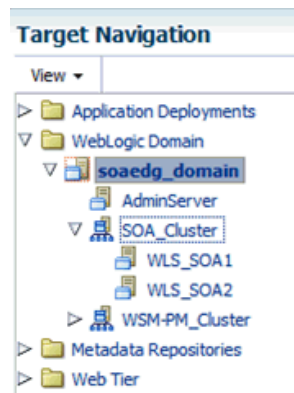 Target Navigation
View
Application Deployments
WebLogic Domain
soaedg_domain
AdminServer
SOA_Cluster
WLS_SOA1
WLS_SOA2
WSM-PM_Cluster
Metadata Repositories
Web Tier